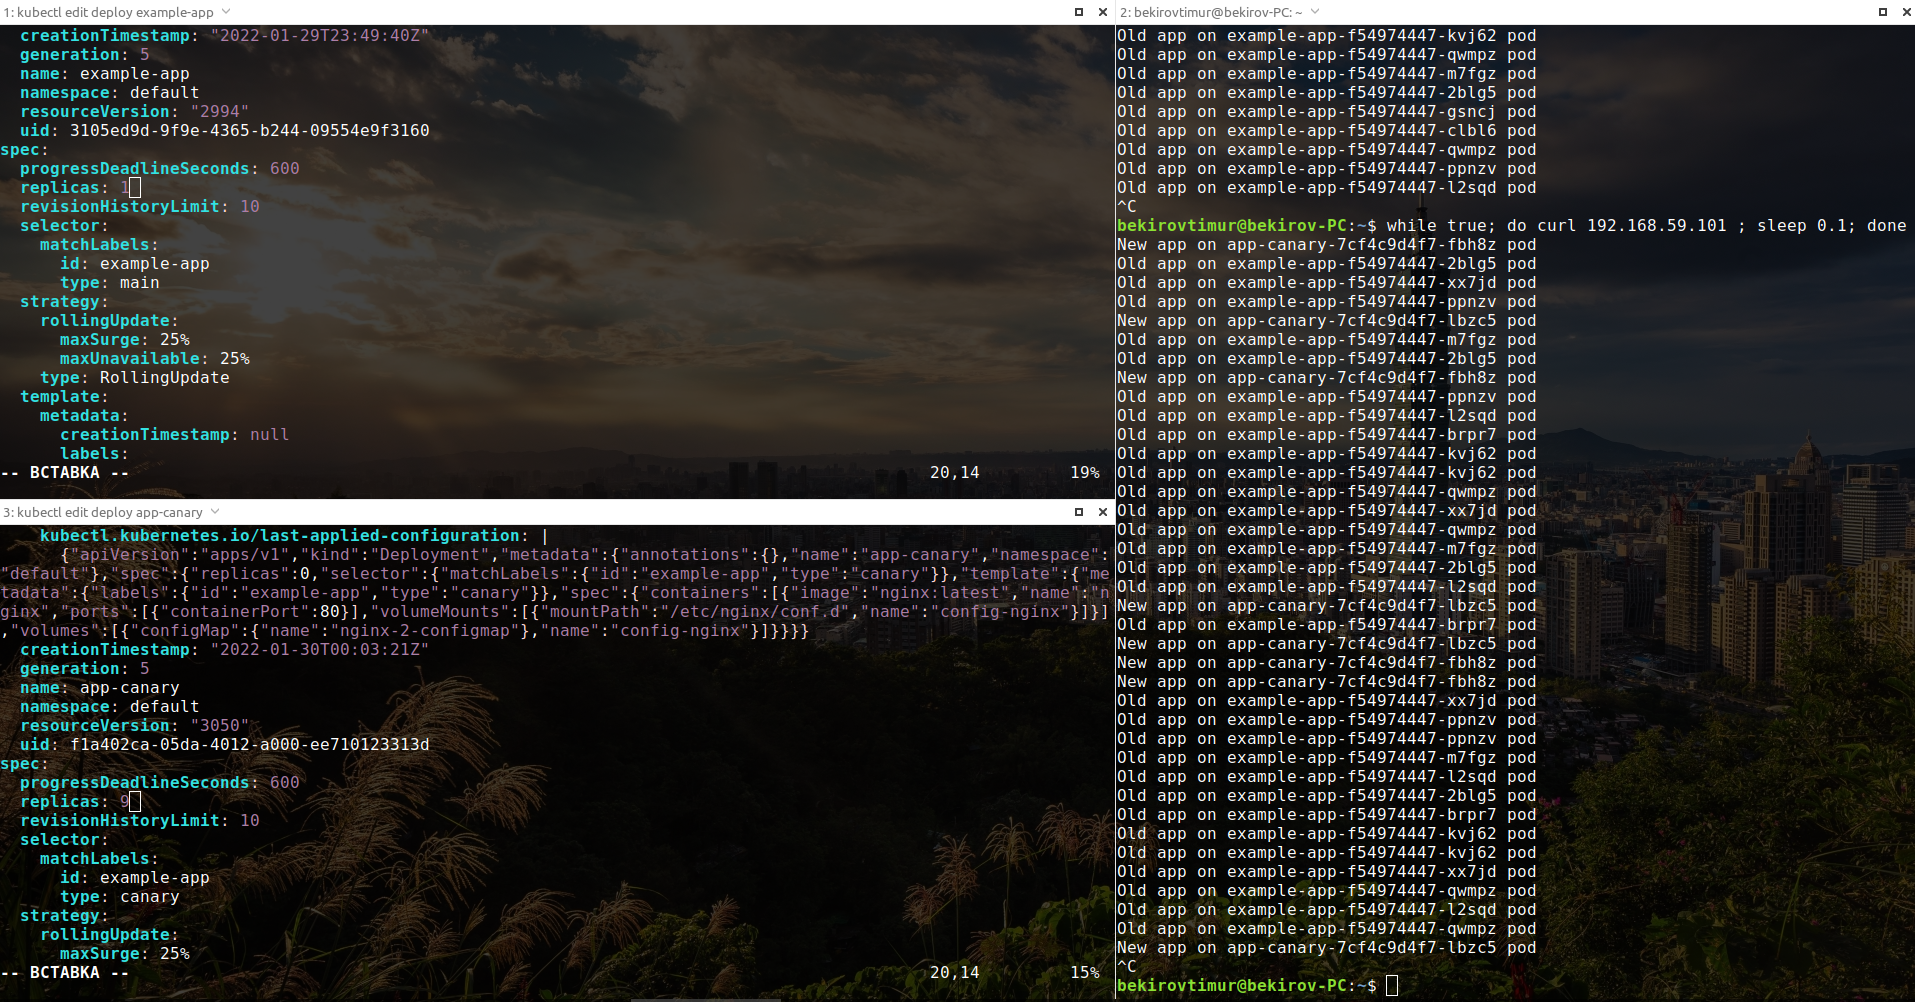 1: kubectl edit deploy example-app
  creationTimestamp: "2022-01-29T23:49:40Z"
  generation: 5
  name: example-app
  namespace: default
  resourceVersion: "2994"
  uid: 3105ed9d-9f9e-4365-b244-09554e9f3160
spec:
  progressDeadlineSeconds: 600
  replicas: 1
  revisionHistoryLimit: 10
  selector:
    matchLabels:
      id: example-app
      type: main
  strategy:
    rollingUpdate:
      maxSurge: 25%
      maxUnavailable: 25%
    type: RollingUpdate
  template:
    metadata:
      creationTimestamp: null
      labels:
-- ВСТАВКА -- 20,14 19%
3: kubectl edit deploy app-canary
    kubectl.kubernetes.io/last-applied-configuration: |
      {"apiVersion":"apps/v1","kind":"Deployment","metadata":{"annotations":{},"name":"app-canary","namespace":
"default"},"spec":{"replicas":0,"selector":{"matchLabels":{"id":"example-app","type":"canary"}},"template":{"me
tadata":{"labels":{"id":"example-app","type":"canary"}},"spec":{"containers":[{"image":"nginx:latest","name":"n
ginx","ports":[{"containerPort":80}],"volumeMounts":[{"mountPath":"/etc/nginx/conf.d","name":"config-nginx"}]}]
,"volumes":[{"configMap":{"name":"nginx-2-configmap"},"name":"config-nginx"}]}}}}
  creationTimestamp: "2022-01-30T00:03:21Z"
  generation: 5
  name: app-canary
  namespace: default
  resourceVersion: "3050"
  uid: f1a402ca-05da-4012-a000-ee710123313d
spec:
  progressDeadlineSeconds: 600
  replicas: 9
  revisionHistoryLimit: 10
  selector:
    matchLabels:
      id: example-app
      type: canary
  strategy:
    rollingUpdate:
      maxSurge: 25%
-- ВСТАВКА -- 20,14 15%
2: bekirovtimur@bekirov-PC: ~
Old app on example-app-f54974447-kvj62 pod
Old app on example-app-f54974447-qwmpz pod
Old app on example-app-f54974447-m7fgz pod
Old app on example-app-f54974447-2blg5 pod
Old app on example-app-f54974447-gsncj pod
Old app on example-app-f54974447-clbl6 pod
Old app on example-app-f54974447-qwmpz pod
Old app on example-app-f54974447-ppnzv pod
Old app on example-app-f54974447-l2sqd pod
^C
bekirovtimur@bekirov-PC:~$ while true; do curl 192.168.59.101 ; sleep 0.1; done
New app on app-canary-7cf4c9d4f7-fbh8z pod
Old app on example-app-f54974447-2blg5 pod
Old app on example-app-f54974447-xx7jd pod
Old app on example-app-f54974447-ppnzv pod
New app on app-canary-7cf4c9d4f7-lbzc5 pod
Old app on example-app-f54974447-m7fgz pod
Old app on example-app-f54974447-2blg5 pod
New app on app-canary-7cf4c9d4f7-fbh8z pod
Old app on example-app-f54974447-ppnzv pod
Old app on example-app-f54974447-l2sqd pod
Old app on example-app-f54974447-brpr7 pod
Old app on example-app-f54974447-kvj62 pod
Old app on example-app-f54974447-kvj62 pod
Old app on example-app-f54974447-qwmpz pod
Old app on example-app-f54974447-xx7jd pod
Old app on example-app-f54974447-qwmpz pod
Old app on example-app-f54974447-m7fgz pod
Old app on example-app-f54974447-2blg5 pod
Old app on example-app-f54974447-l2sqd pod
New app on app-canary-7cf4c9d4f7-lbzc5 pod
Old app on example-app-f54974447-brpr7 pod
New app on app-canary-7cf4c9d4f7-lbzc5 pod
New app on app-canary-7cf4c9d4f7-fbh8z pod
New app on app-canary-7cf4c9d4f7-fbh8z pod
Old app on example-app-f54974447-xx7jd pod
Old app on example-app-f54974447-ppnzv pod
Old app on example-app-f54974447-ppnzv pod
Old app on example-app-f54974447-m7fgz pod
Old app on example-app-f54974447-l2sqd pod
Old app on example-app-f54974447-2blg5 pod
Old app on example-app-f54974447-brpr7 pod
Old app on example-app-f54974447-kvj62 pod
Old app on example-app-f54974447-kvj62 pod
Old app on example-app-f54974447-xx7jd pod
Old app on example-app-f54974447-qwmpz pod
Old app on example-app-f54974447-l2sqd pod
Old app on example-app-f54974447-qwmpz pod
New app on app-canary-7cf4c9d4f7-lbzc5 pod
^C
bekirovtimur@bekirov-PC:~$